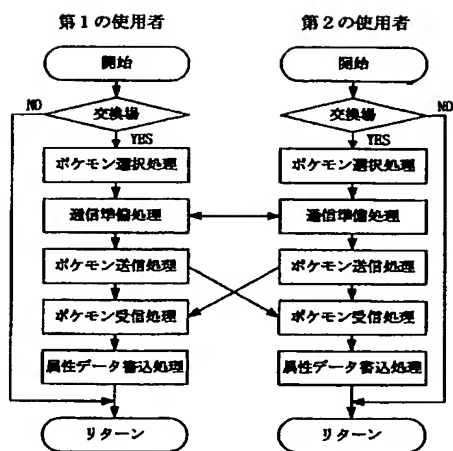 第1の使用者
第2の使用者
開始
開始
NO
交換場
交換場
NO
YES
YES
ポケモン選択処理
ポケモン選択処理
通信準備処理
通信準備処理
ポケモン送信処理
ポケモン送信処理
ポケモン受信処理
ポケモン受信処理
属性データ書込処理
属性データ書込処理
リターン
リターン